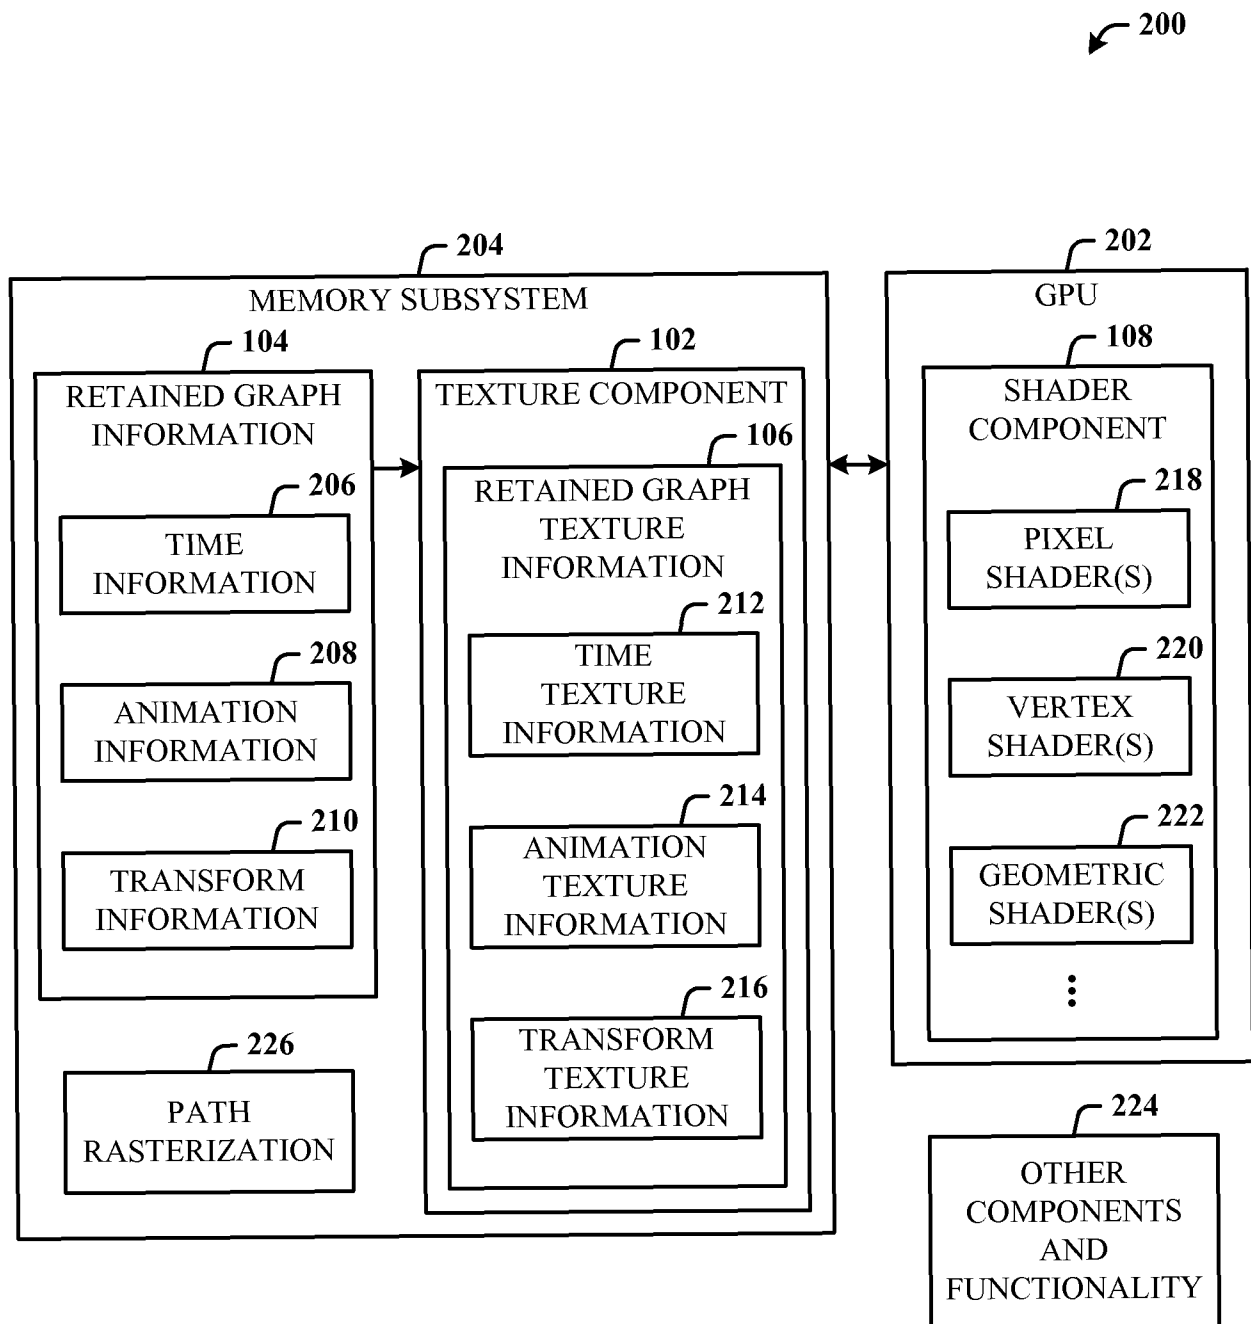 200
204
MEMORY SUBSYSTEM
104
RETAINED GRAPH
INFORMATION
206
TIME
INFORMATION
208
ANIMATION
INFORMATION
210
TRANSFORM
INFORMATION
226
PATH
RASTERIZATION
102
TEXTURE COMPONENT
106
RETAINED GRAPH
TEXTURE
INFORMATION
212
TIME
TEXTURE
INFORMATION
214
ANIMATION
TEXTURE
INFORMATION
216
TRANSFORM
TEXTURE
INFORMATION
202
GPU
108
SHADER
COMPONENT
218
PIXEL
SHADER(S)
220
VERTEX
SHADER(S)
222
GEOMETRIC
SHADER(S)
224
OTHER
COMPONENTS
AND
FUNCTIONALITY